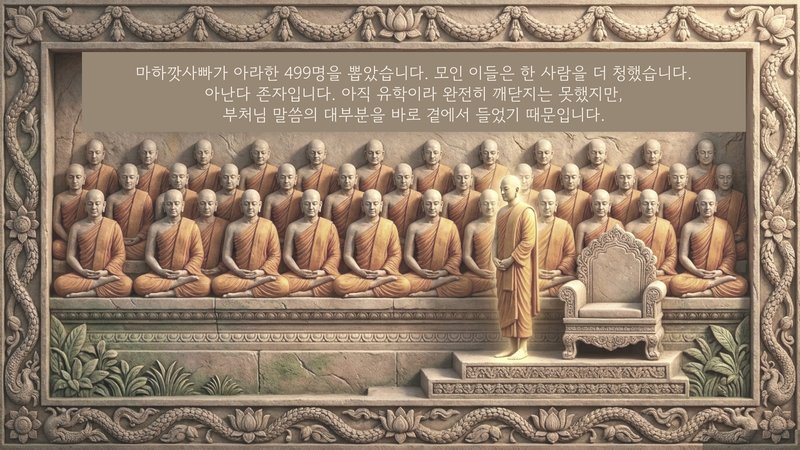 마하깟사빠가 아라한 499명을 뽑았습니다. 모인 이들은 한 사람을 더 청했습니다.
아난다 존자입니다. 아직 유학이라 완전히 깨닫지는 못했지만,
부처님 말씀의 대부분을 바로 곁에서 들었기 때문입니다.